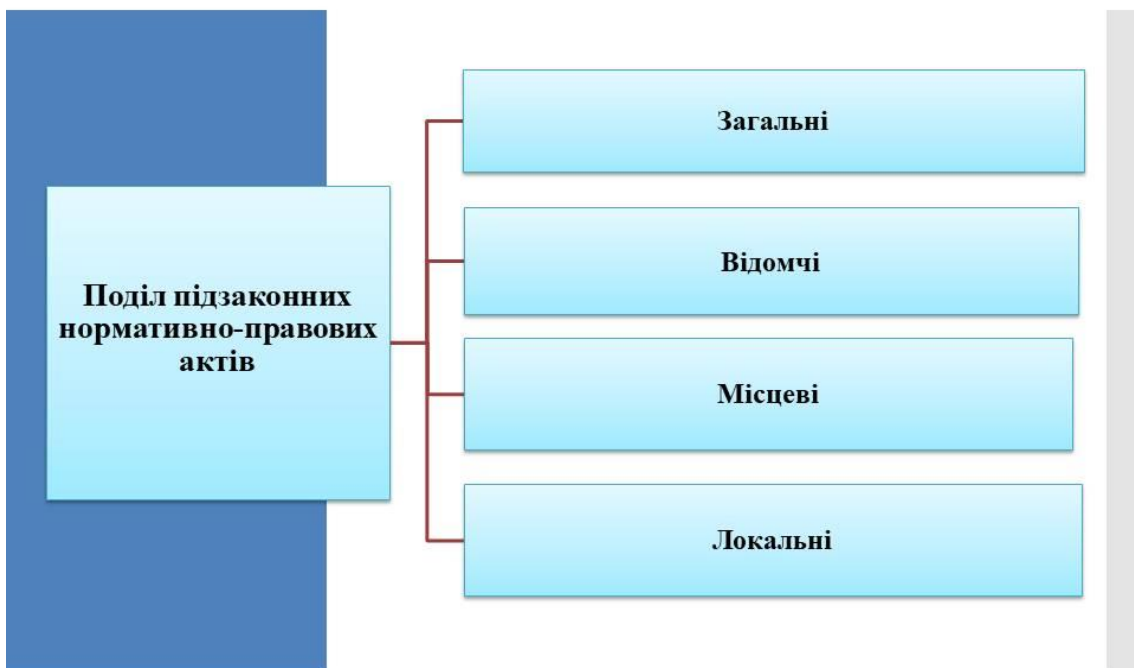 Загальні
Відомчі
Поділ підзаконних
нормативно-правових
актів
Місцеві
Локальні